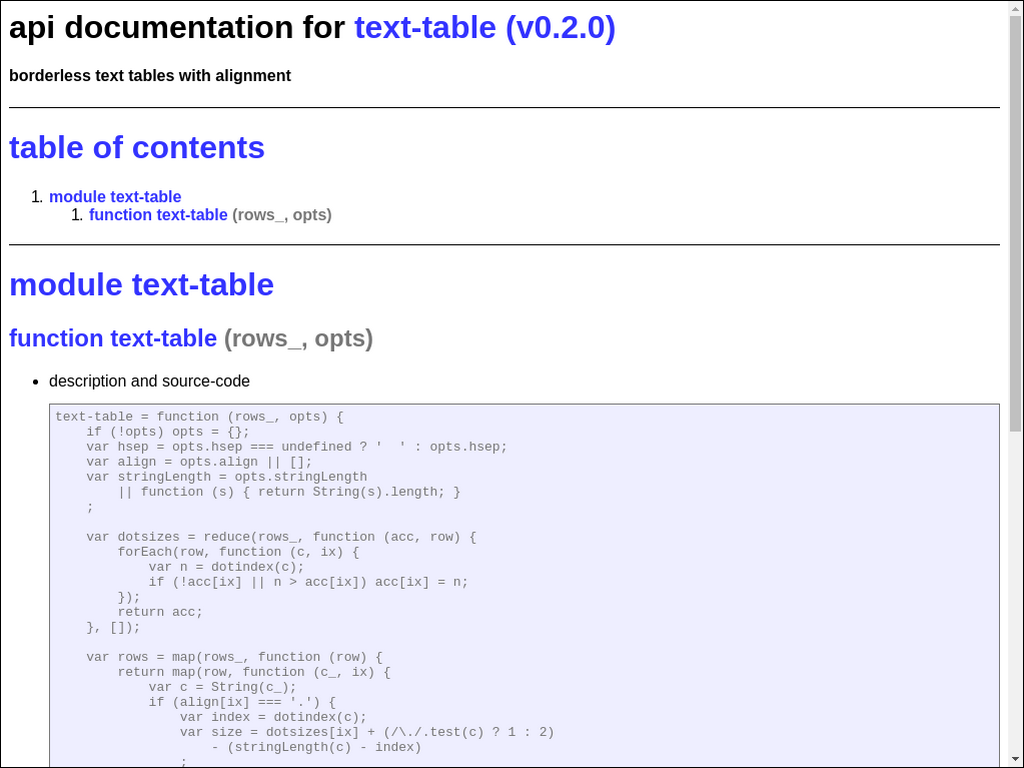 api documentation for text-table (v0.2.0)
borderless text tables with alignment
table of contents
1. module text-table
1. function text-table (rows_, opts)
module text-table
function text-table (rows_, opts)
• description and source-code
text-table = function (rows_, opts) {
    if (!opts) opts = {};
    var hsep = opts.hsep === undefined ? '  ' : opts.hsep;
    var align = opts.align || [];
    var stringLength = opts.stringLength
        || function (s) { return String(s).length; }
    ;

    var dotsizes = reduce(rows_, function (acc, row) {
        forEach(row, function (c, ix) {
            var n = dotindex(c);
            if (!acc[ix] || n > acc[ix]) acc[ix] = n;
        });
        return acc;
    }, []);

    var rows = map(rows_, function (row) {
        return map(row, function (c_, ix) {
            var c = String(c_);
            if (align[ix] === '.') {
                var index = dotindex(c);
                var size = dotsizes[ix] + (/\./.test(c) ? 1 : 2)
                    - (stringLength(c) - index)
                ;